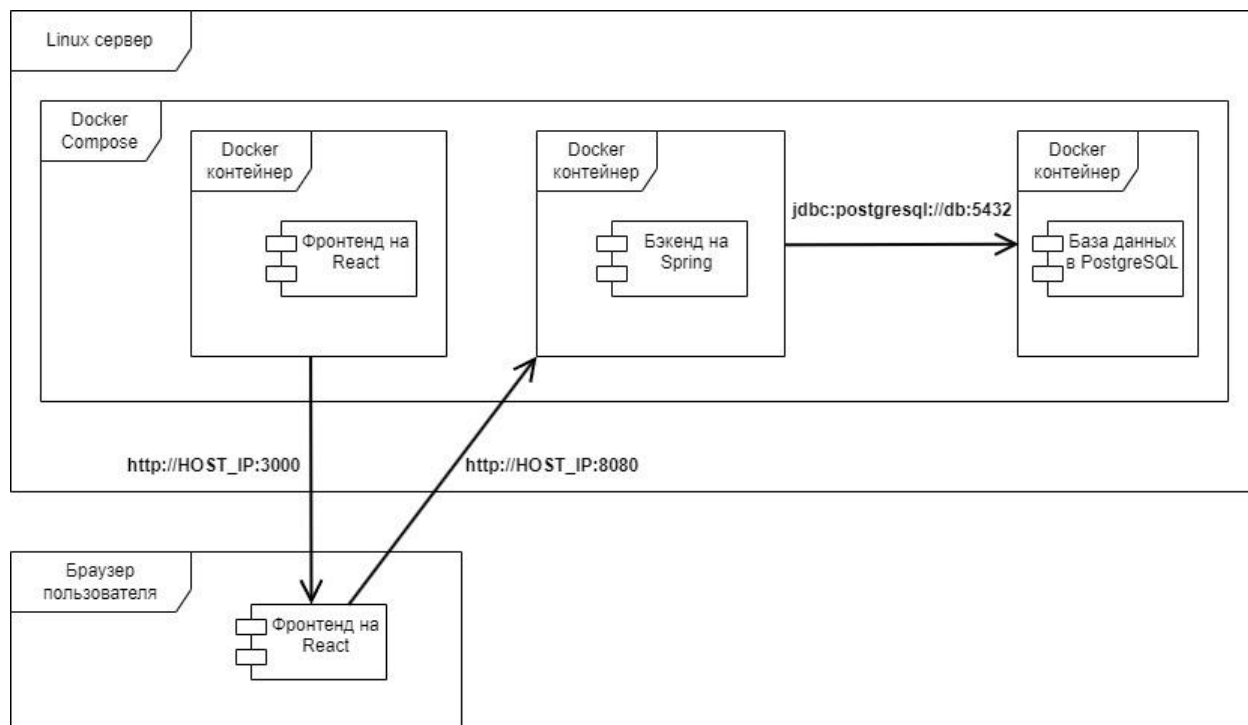 Linux сервер
Docker
Compose
Docker
контейнер
Фронтенд на
React
Docker
контейнер
Бэкенд на
Spring
jdbc:postgresql://db:5432
Docker
контейнер
База данных
в PostgreSQL
http://HOST_IP:3000
http://HOST_IP:8080
Браузер
пользователя
Фронтенд на
React